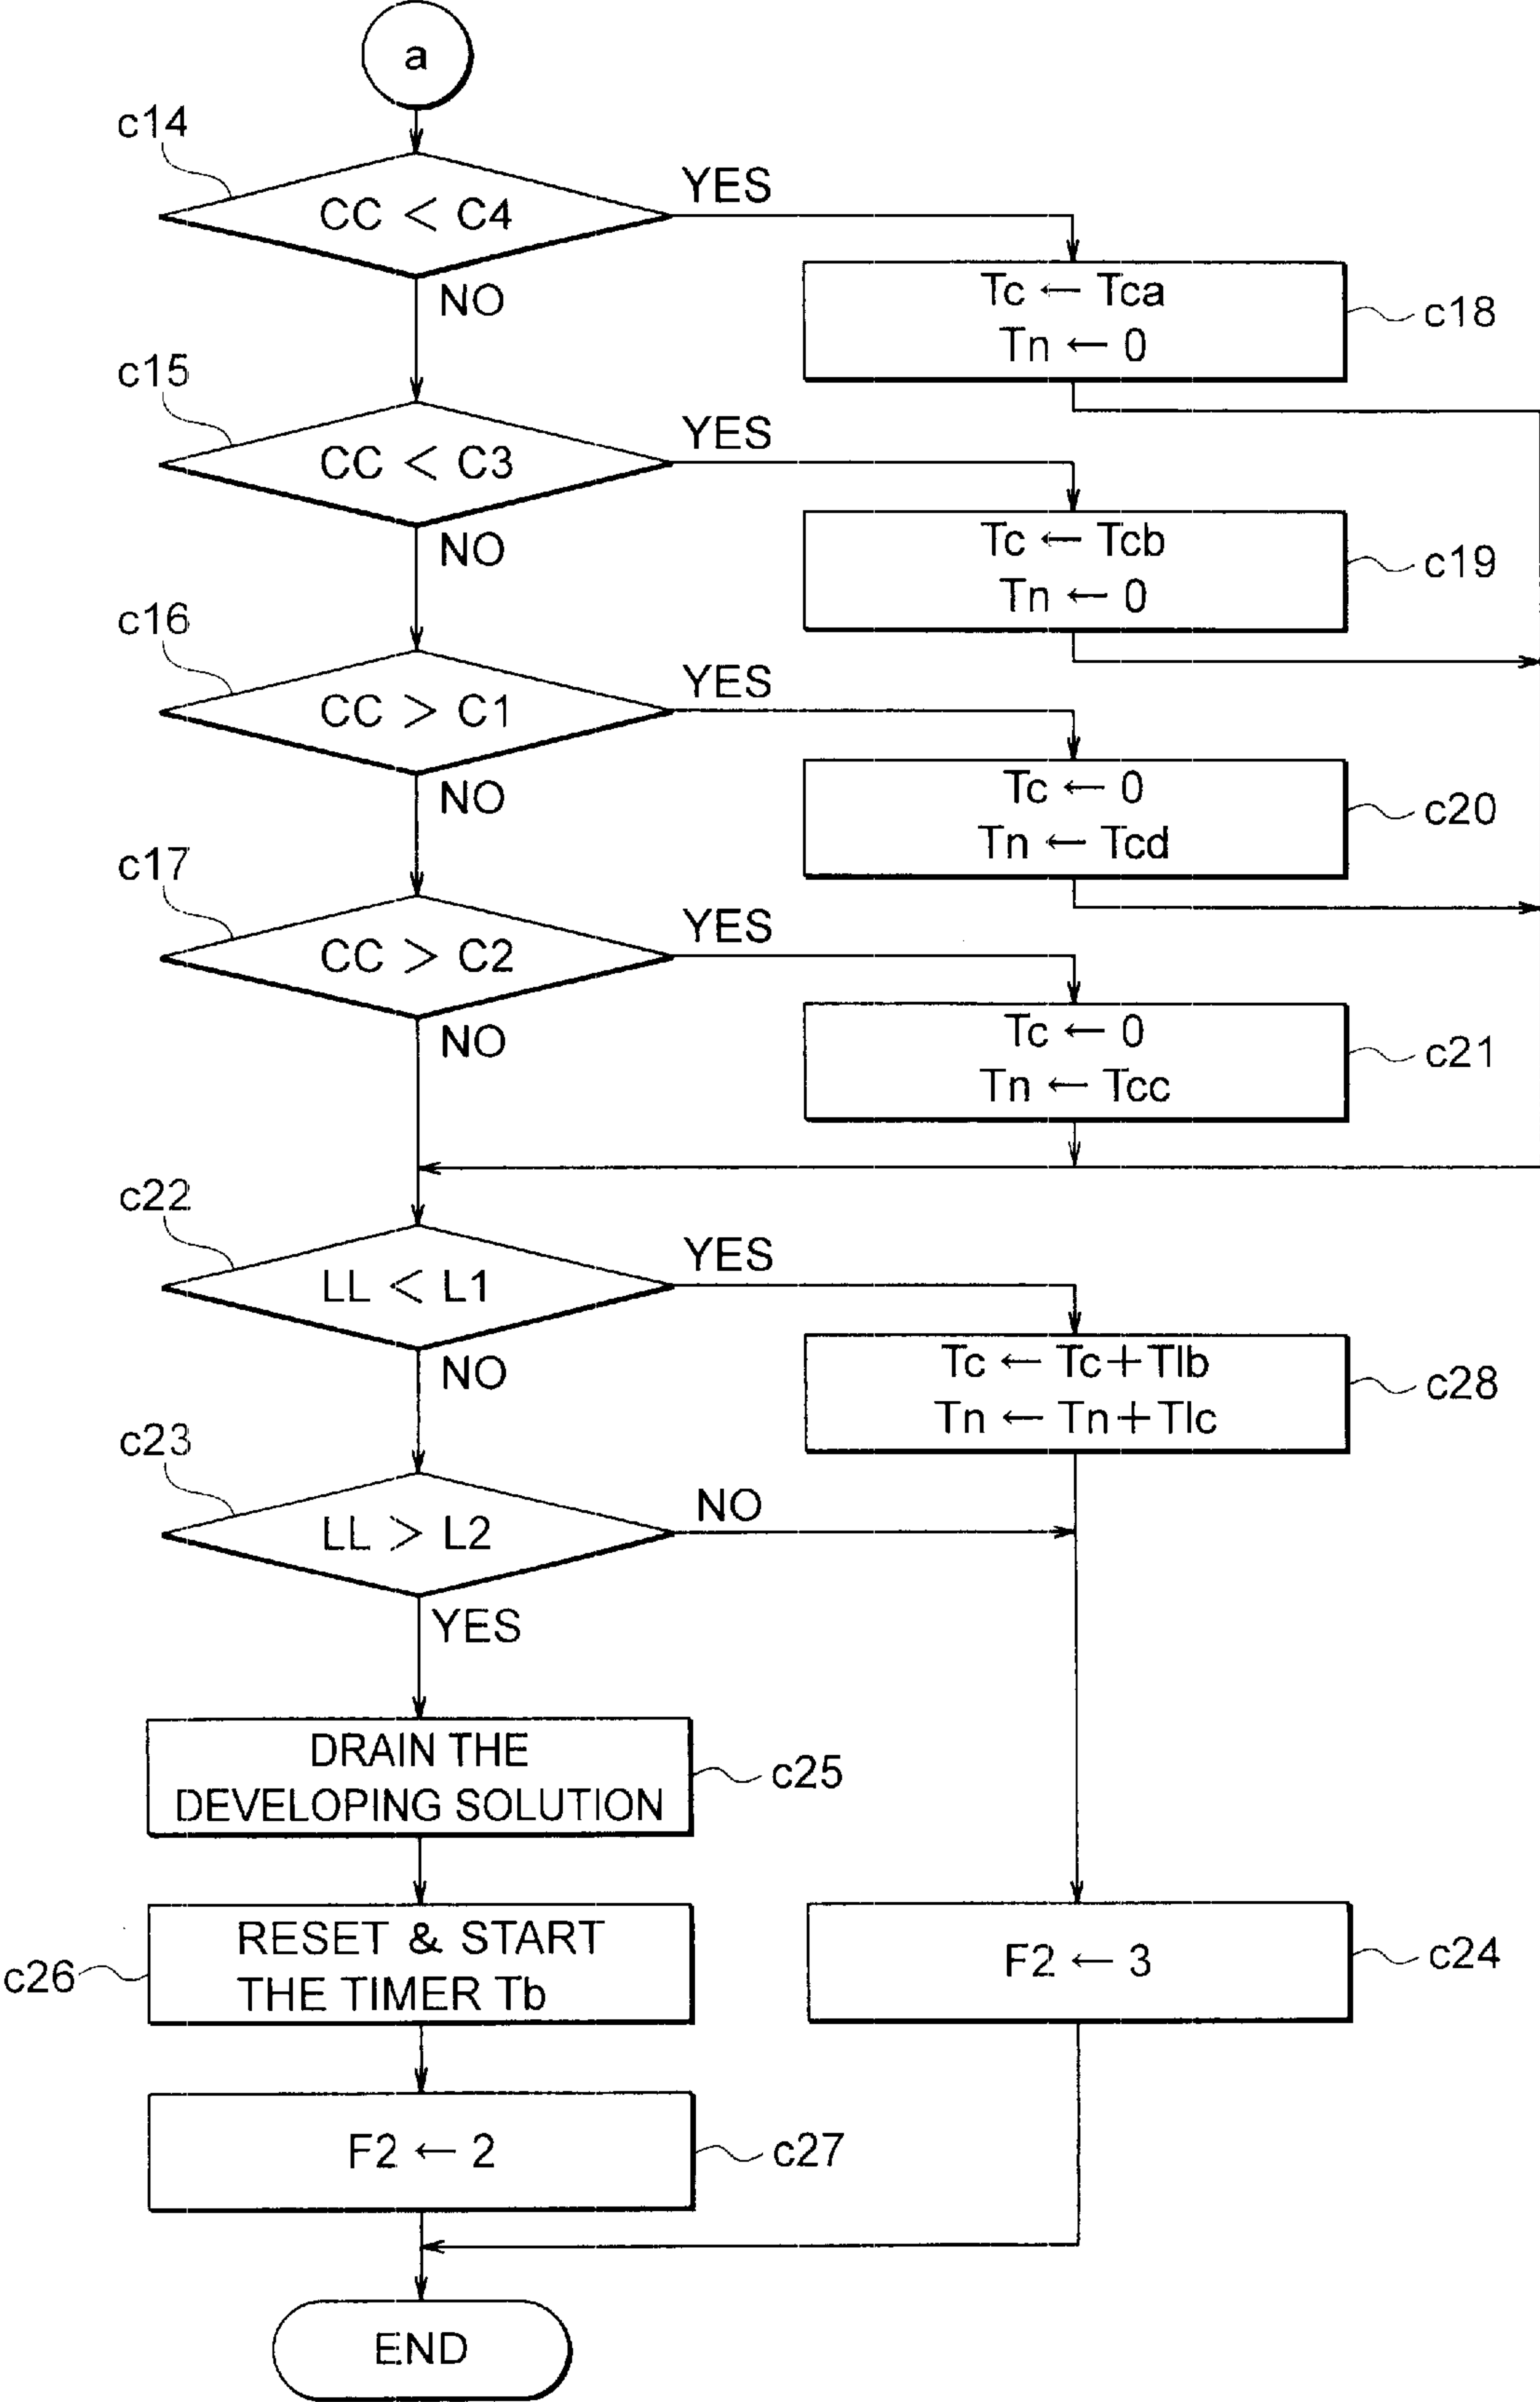 a
c14
CC < C4
YES
NO
Tc ← Tca
Tn ← 0
c18
c15
CC < C3
YES
NO
Tc ← Tcb
Tn ← 0
c19
c16
CC > C1
YES
NO
Tc ← 0
Tn ← Tcd
c20
c17
CC > C2
YES
NO
Tc ← 0
Tn ← Tcc
c21
c22
LL < L1
YES
NO
Tc ← Tc+Tlb
Tn ← Tn+Tlc
c28
c23
LL > L2
NO
YES
DRAIN THE
DEVELOPING SOLUTION
c25
RESET & START
THE TIMER Tb
c26
F2 ← 3
c24
F2 ← 2
c27
END